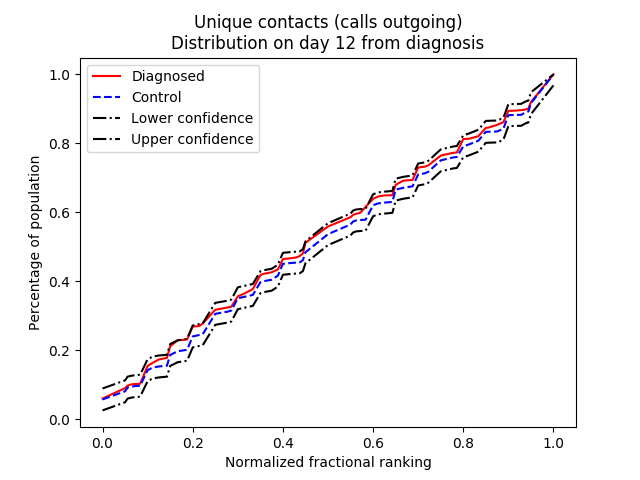 Unique contacts (calls outgoing)
Distribution on day 12 from diagnosis
Diagnosed
Control
Lower confidence
Upper confidence
Percentage of population
1.0
0.8
0.6
0.4
0.2
0.0
0.0 0.2 0.4 0.6 0.8 1.0
Normalized fractional ranking